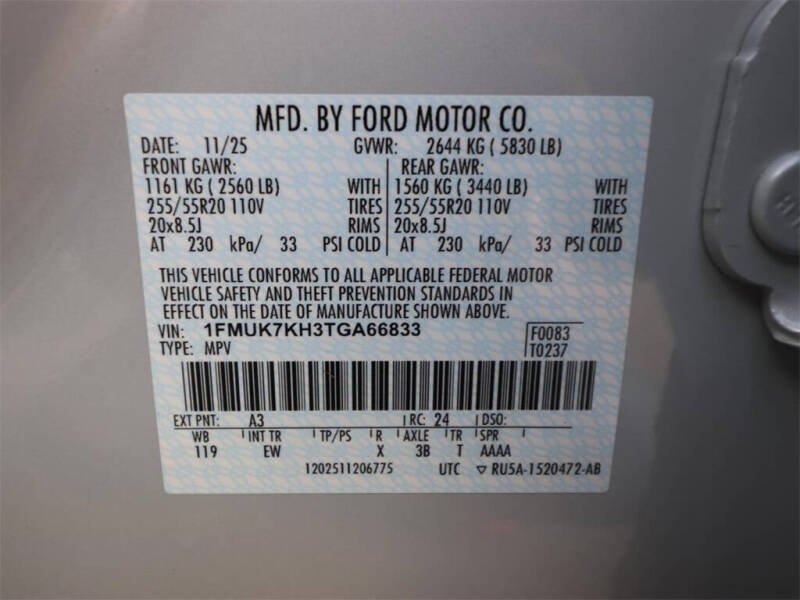 MFD. BY FORD MOTOR CO.
DATE: 11/25 GVWR: 2644 KG ( 5830 LB)
FRONT GAWR: REAR GAWR:
1161 KG ( 2560 LB) WITH 1560 KG ( 3440 LB) WITH
255/55R20 110V TIRES 255/55R20 110V TIRES
20x8.5J RIMS 20x8.5J RIMS
AT 230 kPa/ 33 PSI COLD AT 230 kPa/ 33 PSI COLD
THIS VEHICLE CONFORMS TO ALL APPLICABLE FEDERAL MOTOR
VEHICLE SAFETY AND THEFT PREVENTION STANDARDS IN
EFFECT ON THE DATE OF MANUFACTURE SHOWN ABOVE.
VIN: 1FMUK7KH3TGA66833 F0083
TYPE: MPV T0237
EXT PNT: A3 RC: 24 DSO:
WB INT TR TP/PS R AXLE TR SPR
119 EW X 3B T AAAA
1202511206775 UTC ▽ RU5A-1520472-AB